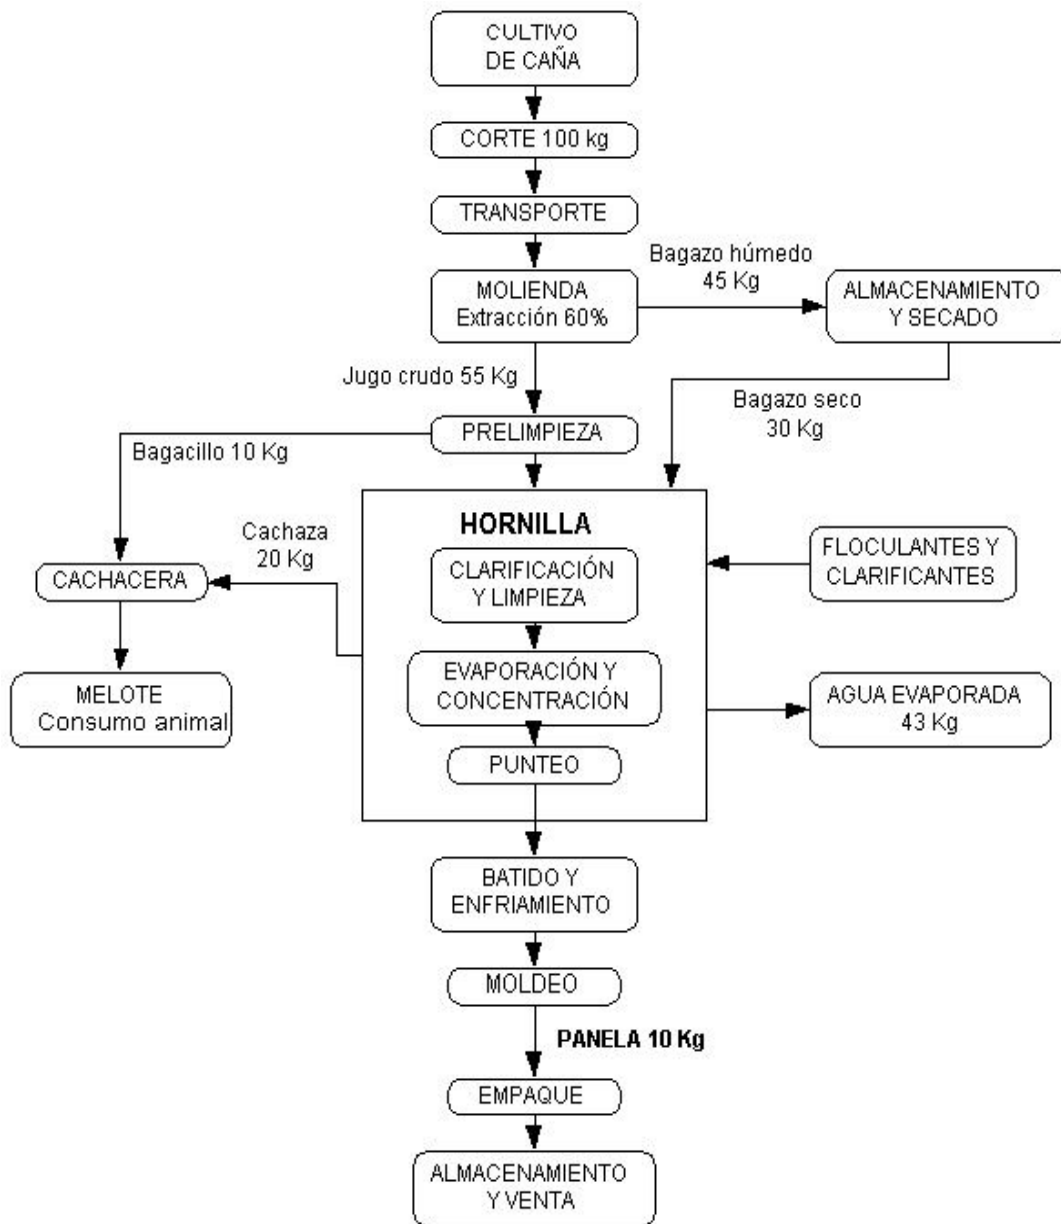 CULTIVO
DE CAÑA
CORTE 100 kg
TRANSPORTE
Bagazo húmedo
45 Kg
MOLIENDA
Extracción 60%
ALMACENAMIENTO
Y SECADO
Jugo crudo 55 Kg
Bagazo seco
30 Kg
PRELIMPIEZA
Bagacillo 10 Kg
HORNILLA
Cachaza
20 Kg
CLARIFICACIÓN
Y LIMPIEZA
FLOCULANTES Y
CLARIFICANTES
CACHACERA
EVAPORACIÓN Y
CONCENTRACIÓN
MELOTE
Consumo animal
AGUA EVAPORADA
43 Kg
PUNTEO
BATIDO Y
ENFRIAMIENTO
MOLDEO
PANELA 10 Kg
EMPAQUE
ALMACENAMIENTO
Y VENTA